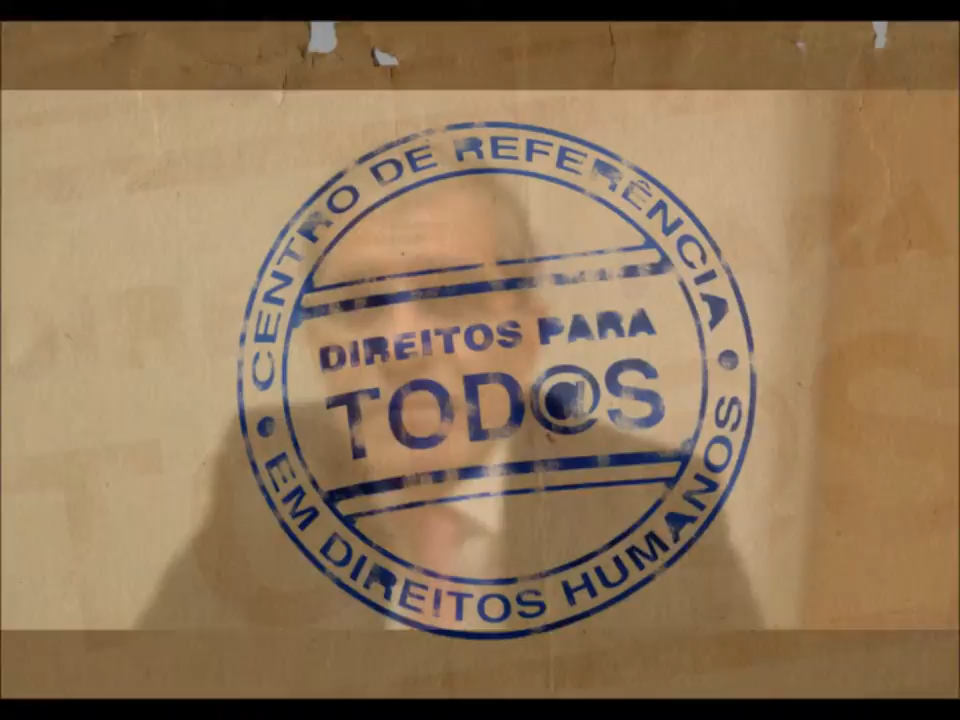 CENTRO DE REFERÊNCIA
DIREITOS PARA
TOD@S
EM DIREITOS HUMANOS